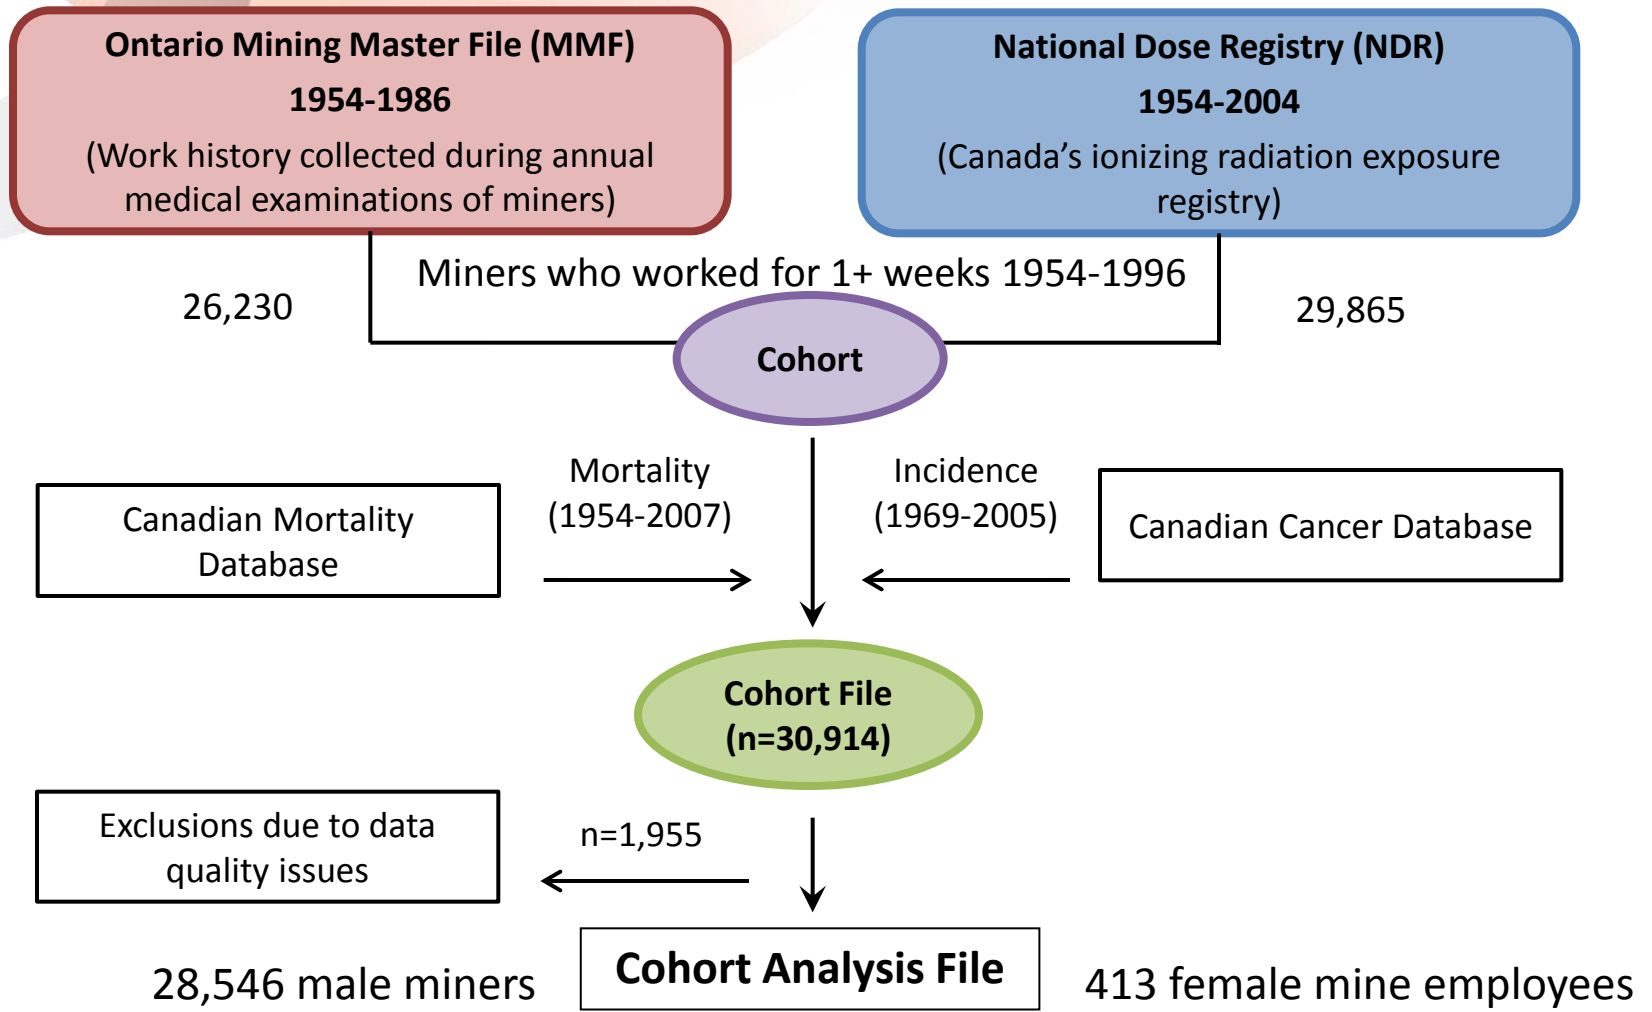 Ontario Mining Master File (MMF)
1954-1986
(Work history collected during annual
medical examinations of miners)
National Dose Registry (NDR)
1954-2004
(Canada’s ionizing radiation exposure
registry)
Miners who worked for 1+ weeks 1954-1996
26,230
29,865
Cohort
Mortality
(1954-2007)
Incidence
(1969-2005)
Canadian Mortality
Database
Canadian Cancer Database
Cohort File
(n=30,914)
Exclusions due to data
quality issues
n=1,955
28,546 male miners
Cohort Analysis File
413 female mine employees